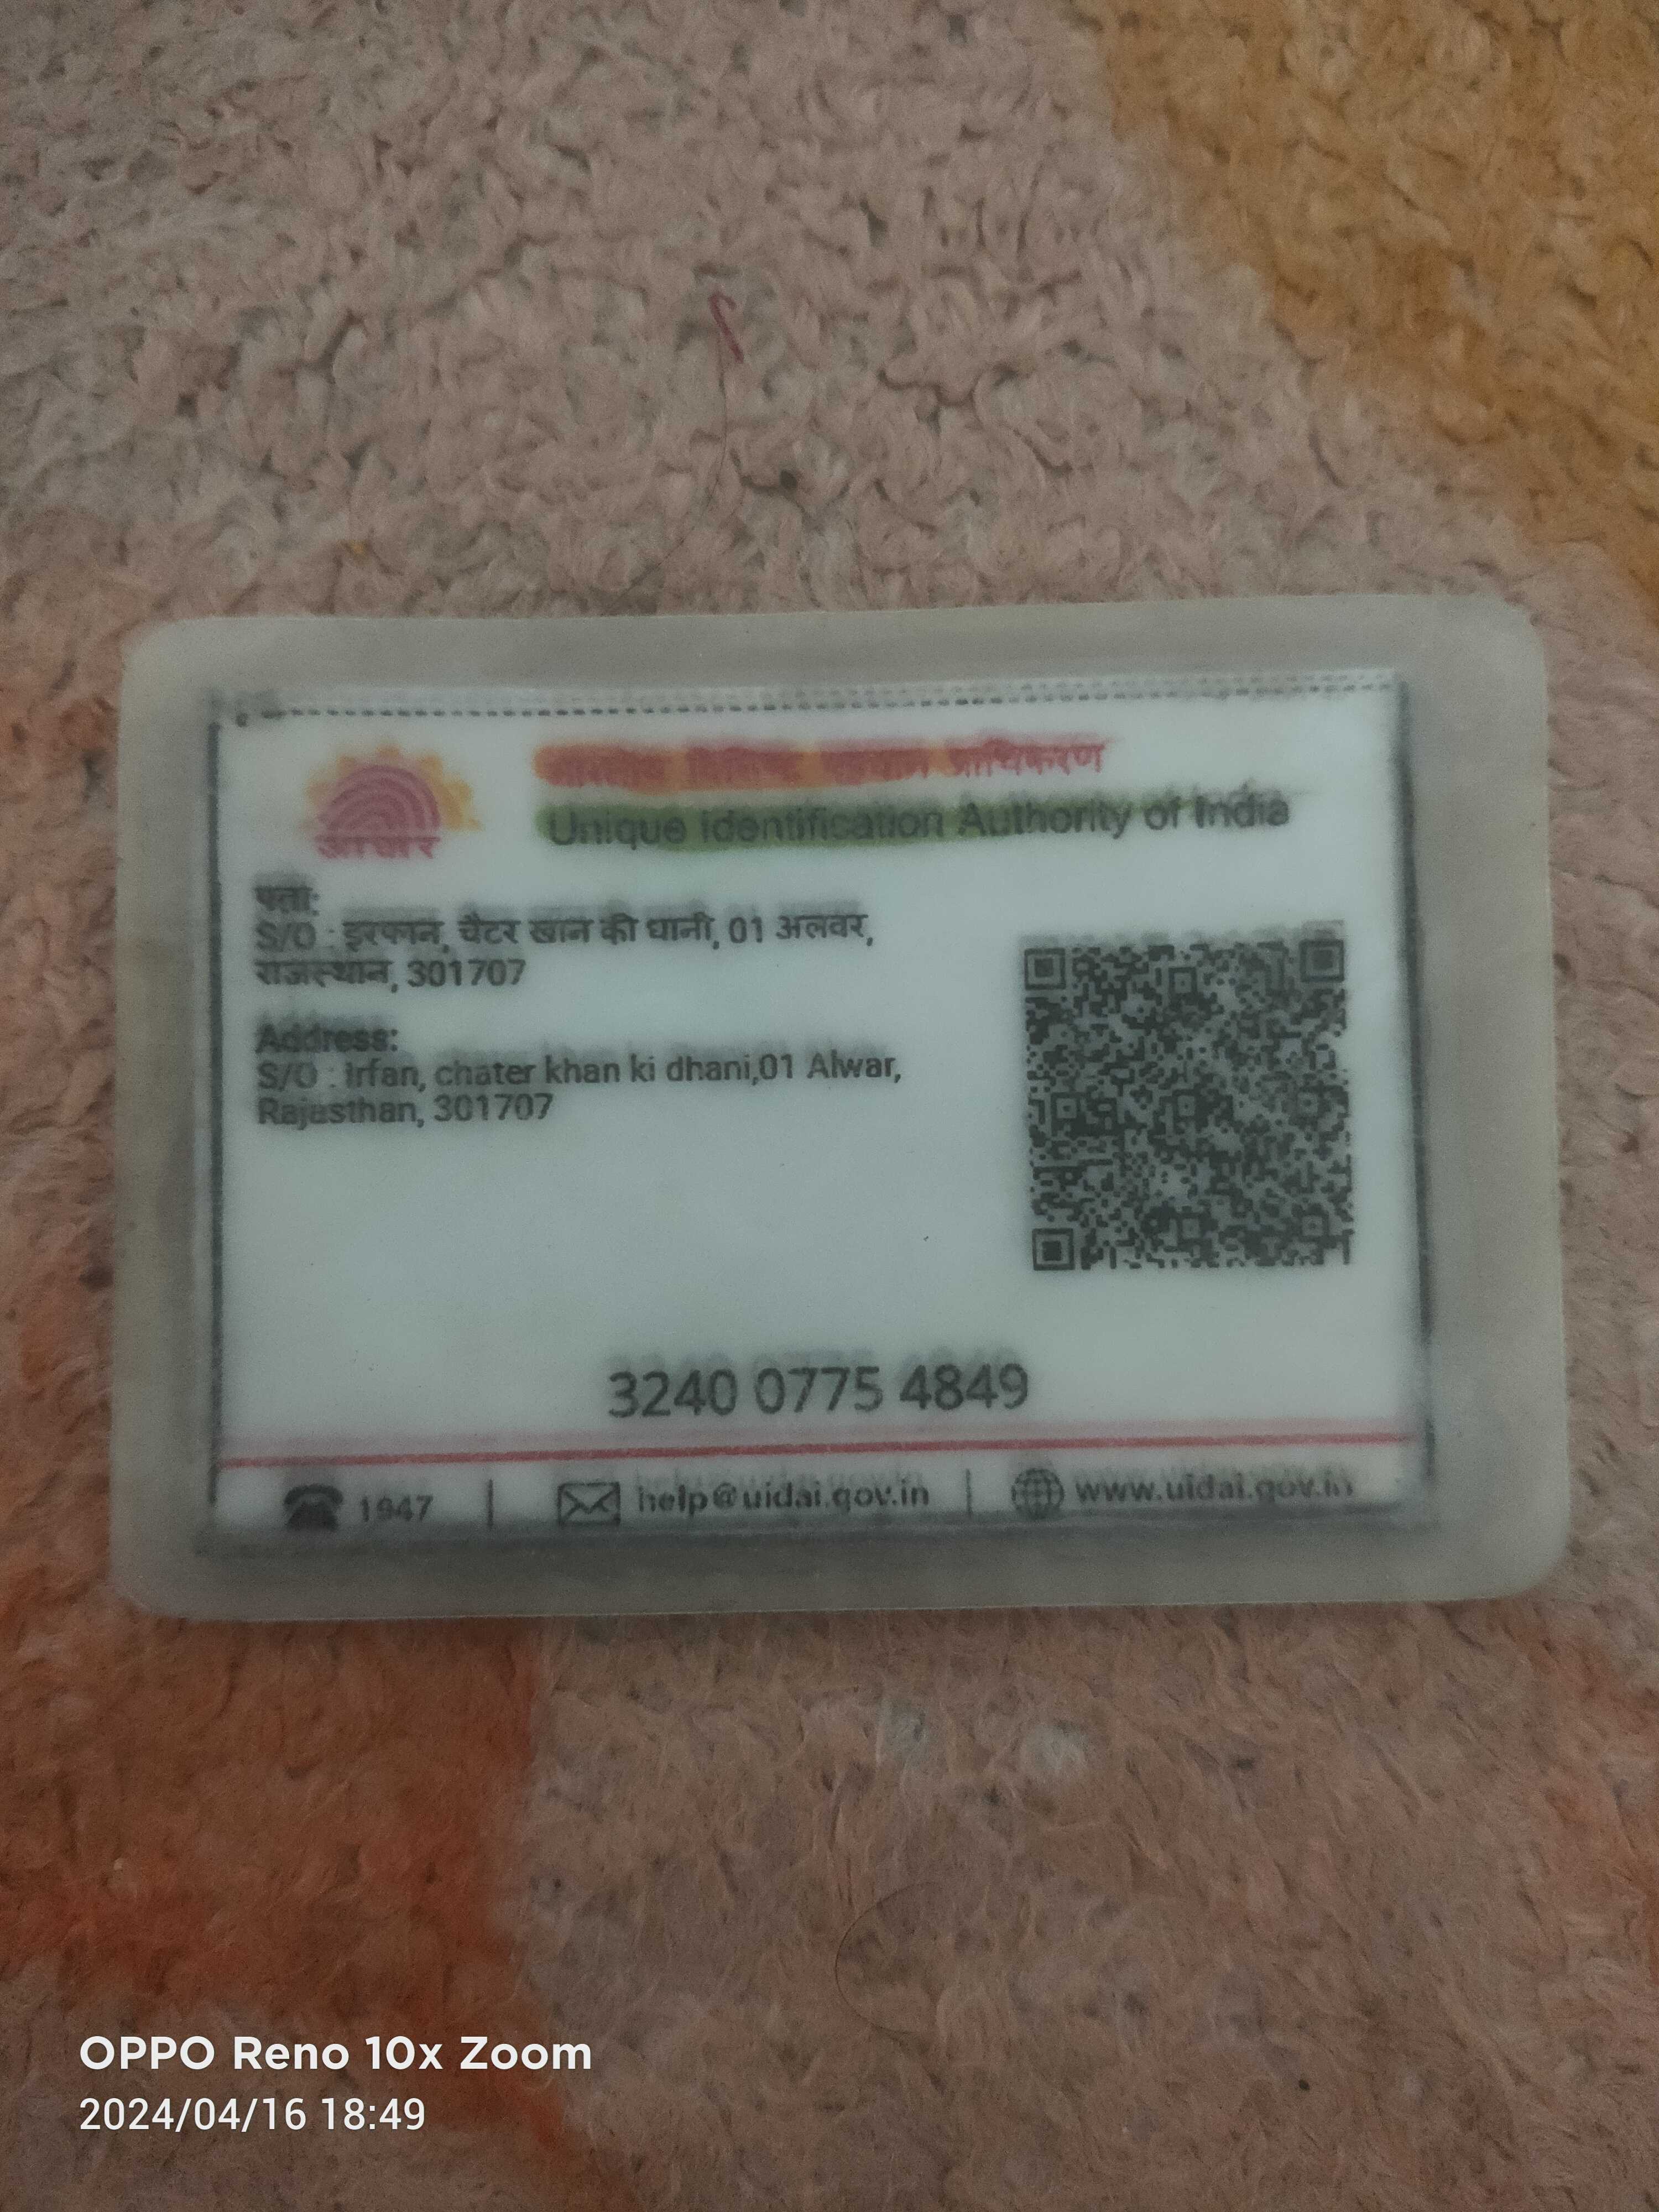 भारतीय विशिष्ट पहचान प्राधिकरण
Unique Identification Authority of India
आधार
पता:
S/O : इरफान, चैटर खान की धानी, 01 अलवर,
राजस्थान, 301707
Address:
S/O : Irfan, chater khan ki dhani,01 Alwar,
Rajasthan, 301707
3240 0775 4849
1947
help@uidai.gov.in
www.uidai.gov.in
OPPO Reno 10x Zoom
2024/04/16 18:49